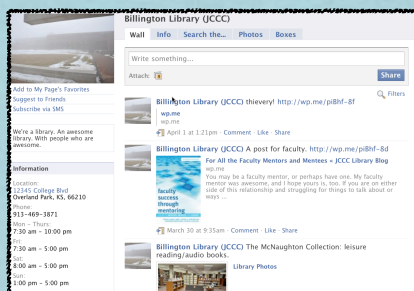 Billington Library (JCCC)
Wall Info Search the... Photos Boxes
Write something...
Attach:
Share
Filters
Add to My Page's Favorites
Suggest to Friends
Subscribe via SMS
We're a library. An awesome
library. With people who are
awesome.
Information
Location:
12345 College Blvd
Overland Park, KS, 66210
Phone:
913-469-3871
Mon - Thurs:
7:30 am - 10:00 pm
Fri:
7:30 am - 5:00 pm
Sat:
8:00 am - 5:00 pm
Sun:
1:00 pm - 5:00 pm
Billington Library (JCCC) thievery! http://wp.me/piBhf-8f
wp.me
wp.me
April 1 at 1:21pm · Comment · Like · Share
Billington Library (JCCC) A post for faculty. http://wp.me/piBhf-8d
faculty
success
through
mentoring
For All the Faculty Mentors and Mentees « JCCC Library Blog
wp.me
You may be a faculty mentor, or perhaps have one. My faculty
mentor was awesome, and I hope yours is, too. If you are on either
side of this relationship and struggling for things to talk about or
ways ...
March 30 at 9:35am · Comment · Like · Share
Billington Library (JCCC) The McNaughton Collection: leisure
reading/audio books.
Library Photos